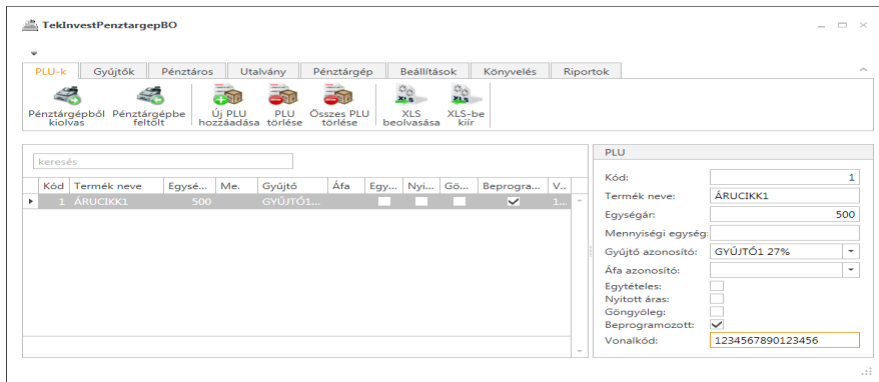 TekInvestPenztargepBO
PLU-k Gyűjtők Pénztáros Utalvány Pénztárgép Beállítások Könyvelés Riportok
Pénztárgépből kiolvas Pénztárgépbe feltölt Új PLU hozzáadása PLU törlése Összes PLU törlése XLS beolvasása XLS-be kiír
keresés
Kód Termék neve Egysé... Me. Gyűjtő Áfa Egy... Nyi... Gö... Beprogra... V..
1 ÁRUCIKK1 500 GYŰJTŐ1... 1...
PLU
Kód: 1
Termék neve: ÁRUCIKK1
Egységár: 500
Mennyiségi egység:
Gyűjtő azonosító: GYŰJTŐ1 27%
Áfa azonosító:
Egytételes:
Nyitott áras:
Göngyöleg:
Beprogramozott:
Vonalkód: 1234567890123456